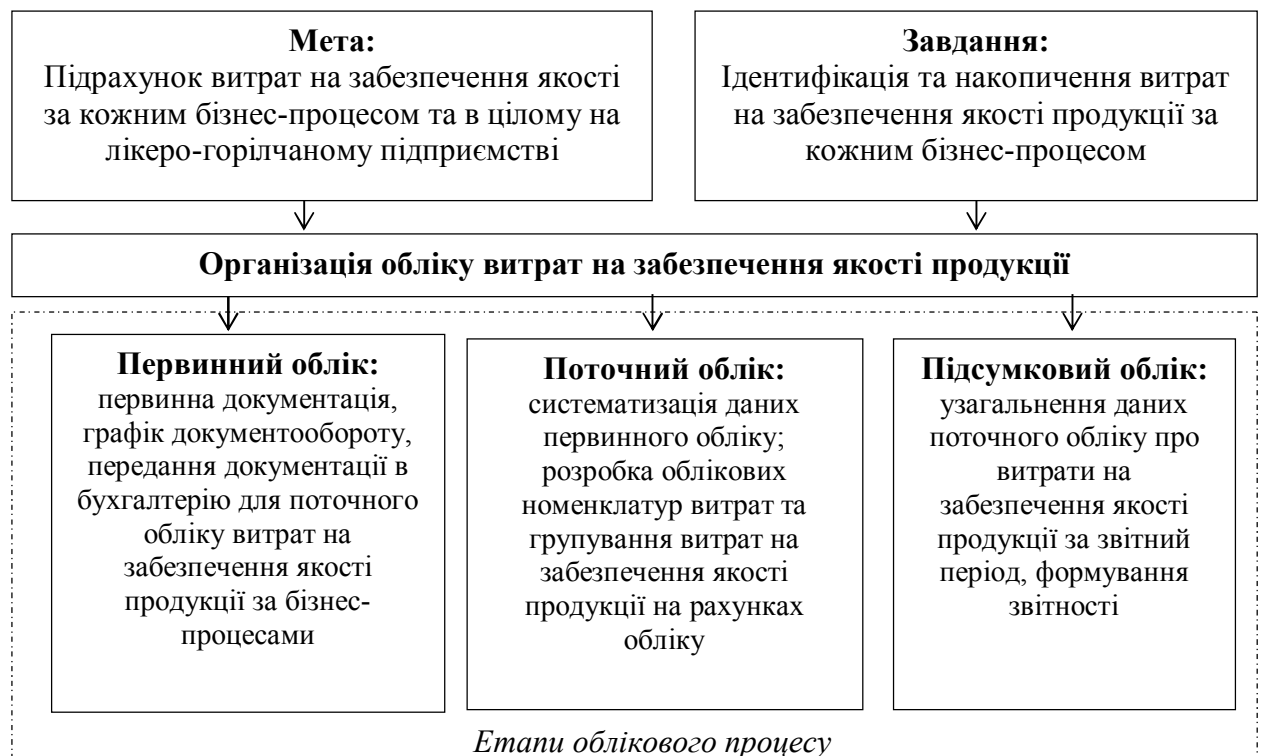 Мета:
Підрахунок витрат на забезпечення якості
за кожним бізнес-процесом та в цілому на
лікеро-горілчаному підприємстві
Завдання:
Ідентифікація та накопичення витрат
на забезпечення якості продукції за
кожним бізнес-процесом
Організація обліку витрат на забезпечення якості продукції
Первинний облік:
первинна документація,
графік документообороту,
передання документації в
бухгалтерію для поточного
обліку витрат на
забезпечення якості
продукції за бізнес-
процесами
Поточний облік:
систематизація даних
первинного обліку;
розробка облікових
номенклатур витрат та
групування витрат на
забезпечення якості
продукції на рахунках
обліку
Підсумковий облік:
узагальнення даних
поточного обліку про
витрати на
забезпечення якості
продукції за звітний
період, формування
звітності
Етапи облікового процесу